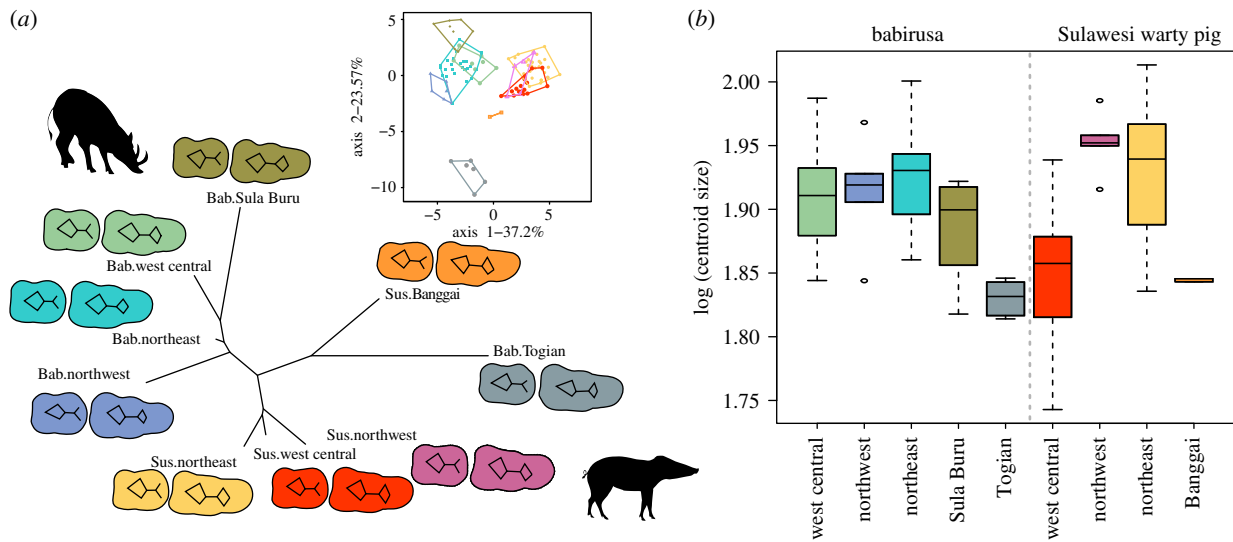 (a)
5
0
−5
−10
axis 2−23.57%
−5
0
5
axis 1−37.2%
Bab.Sula Buru
Bab.west central
Bab.northeast
Bab.northwest
Sus.Banggai
Bab.Togian
Sus.northwest
Sus.west central
Sus.northeast
(b)
babirusa
Sulawesi warty pig
log (centroid size)
2.00
1.95
1.90
1.85
1.80
1.75
west central
northwest
northeast
Sula Buru
Togian
west central
northwest
northeast
Banggai